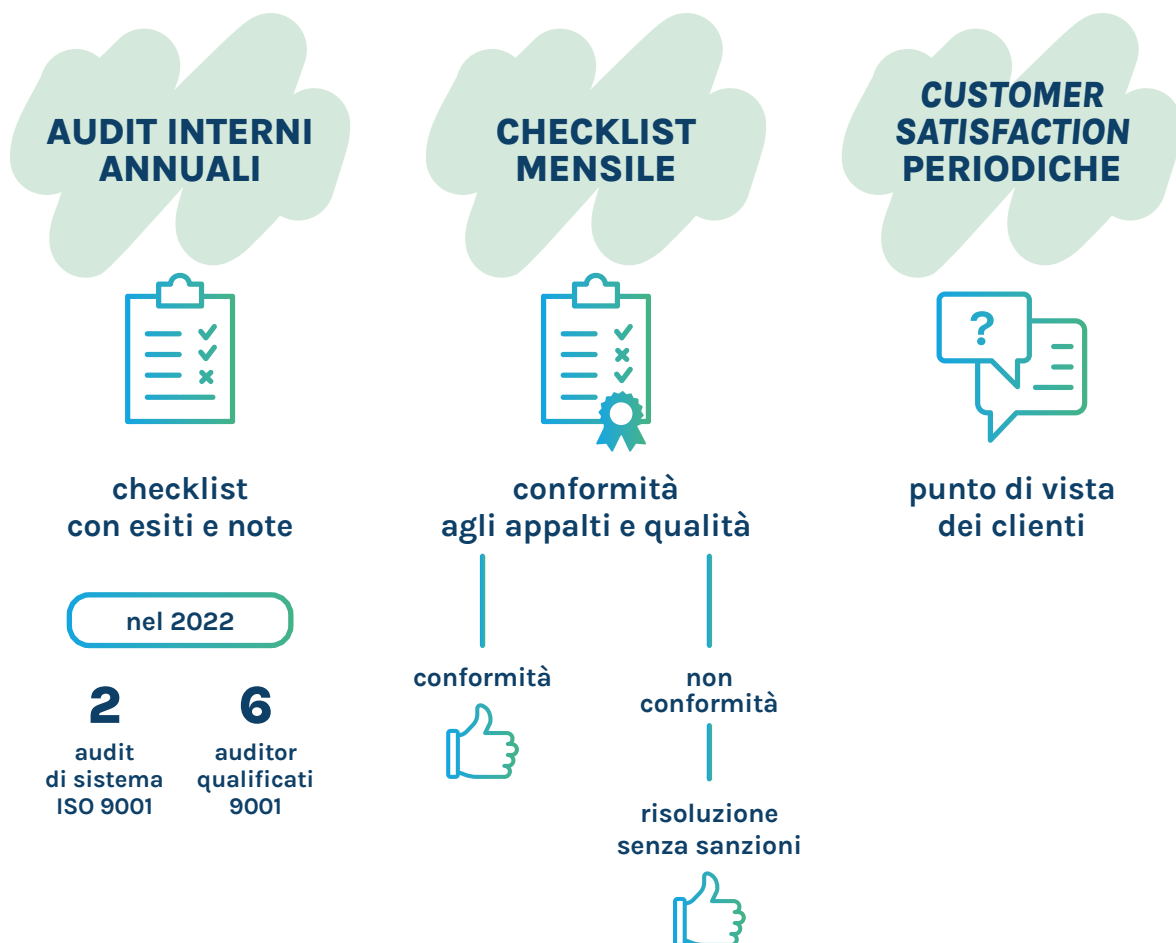 AUDIT INTERNI
ANNUALI
checklist
con esiti e note
nel 2022
2
audit
di sistema
ISO 9001
6
auditor
qualificati
9001
CHECKLIST
MENSILE
conformità
agli appalti e qualità
conformità
non
conformità
risoluzione
senza sanzioni
CUSTOMER
SATISFACTION
PERIODICHE
?
punto di vista
dei clienti